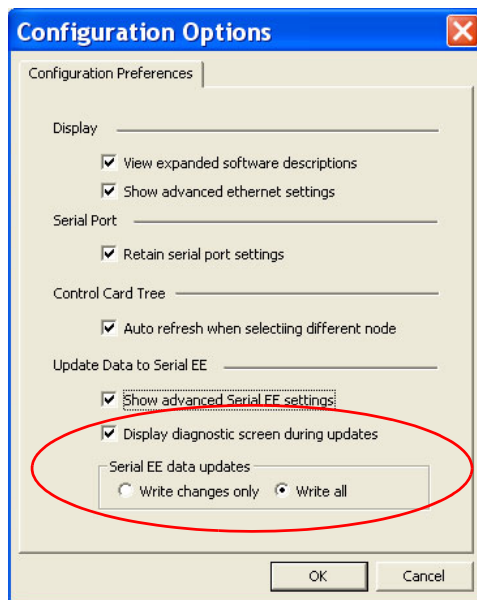 Configuration Options
Configuration Preferences
Display
View expanded software descriptions
Show advanced ethernet settings
Serial Port
Retain serial port settings
Control Card Tree
Auto refresh when selectiing different node
Update Data to Serial EE
Show advanced Serial EE settings
Display diagnostic screen during updates
Serial EE data updates
Write changes only Write all
OK Cancel